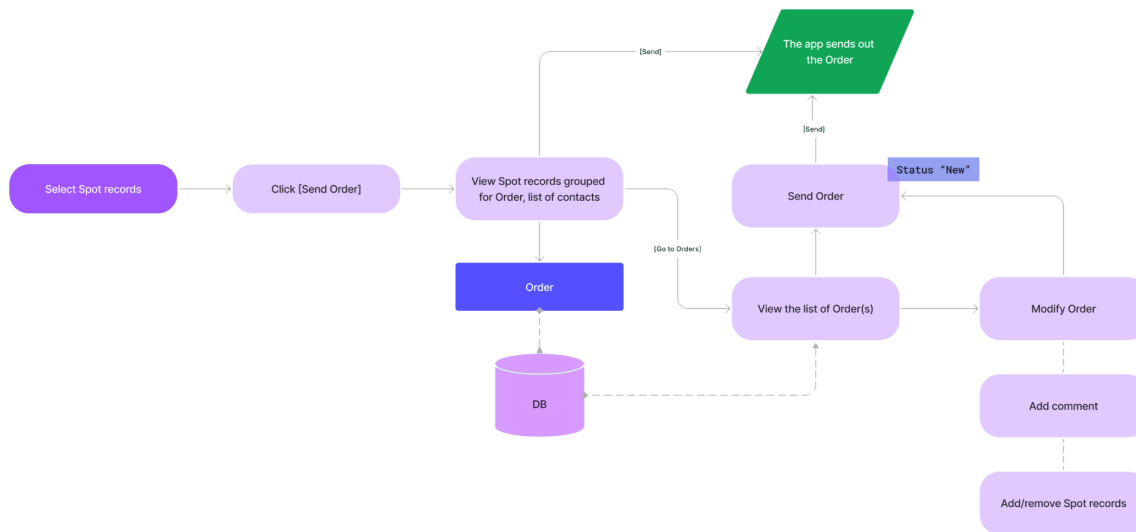 The app sends out
the Order
[Send]
[Send]
Select Spot records
Click [Send Order]
View Spot records grouped
for Order, list of contacts
Status “New”
Send Order
[Go to Orders]
Order
View the list of Order(s)
Modify Order
DB
Add comment
Add/remove Spot records